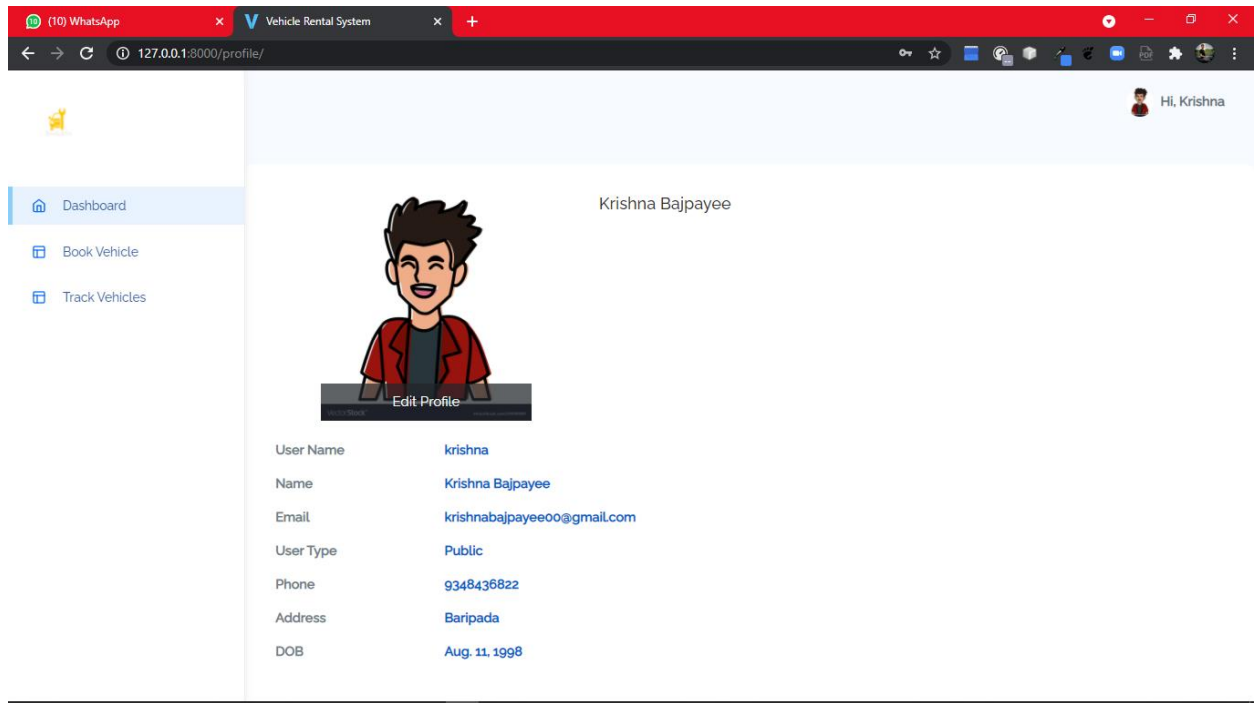 (10) WhatsApp
Vehicle Rental System
127.0.0.1:8000/profile/
Hi, Krishna
Dashboard
Book Vehicle
Track Vehicles
Krishna Bajpayee
Edit Profile
VectorStock
User Name krishna
Name Krishna Bajpayee
Email krishnabajpayee00@gmail.com
User Type Public
Phone 9348436822
Address Baripada
DOB Aug. 11, 1998